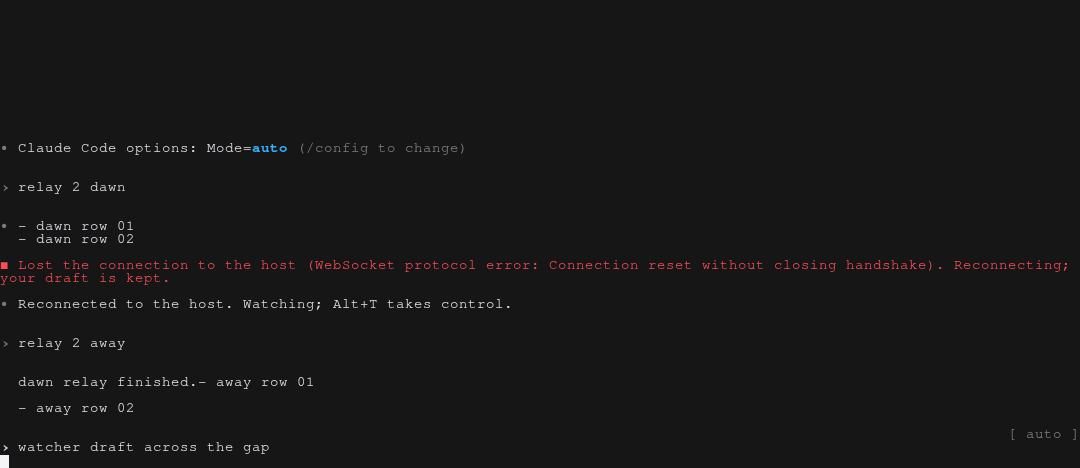 • Claude Code options: Mode=auto (/config to change)
› relay 2 dawn
• - dawn row 01
- dawn row 02
■ Lost the connection to the host (WebSocket protocol error: Connection reset without closing handshake). Reconnecting;
your draft is kept.
• Reconnected to the host. Watching; Alt+T takes control.
› relay 2 away
dawn relay finished.- away row 01
- away row 02
[ auto ]
› watcher draft across the gap